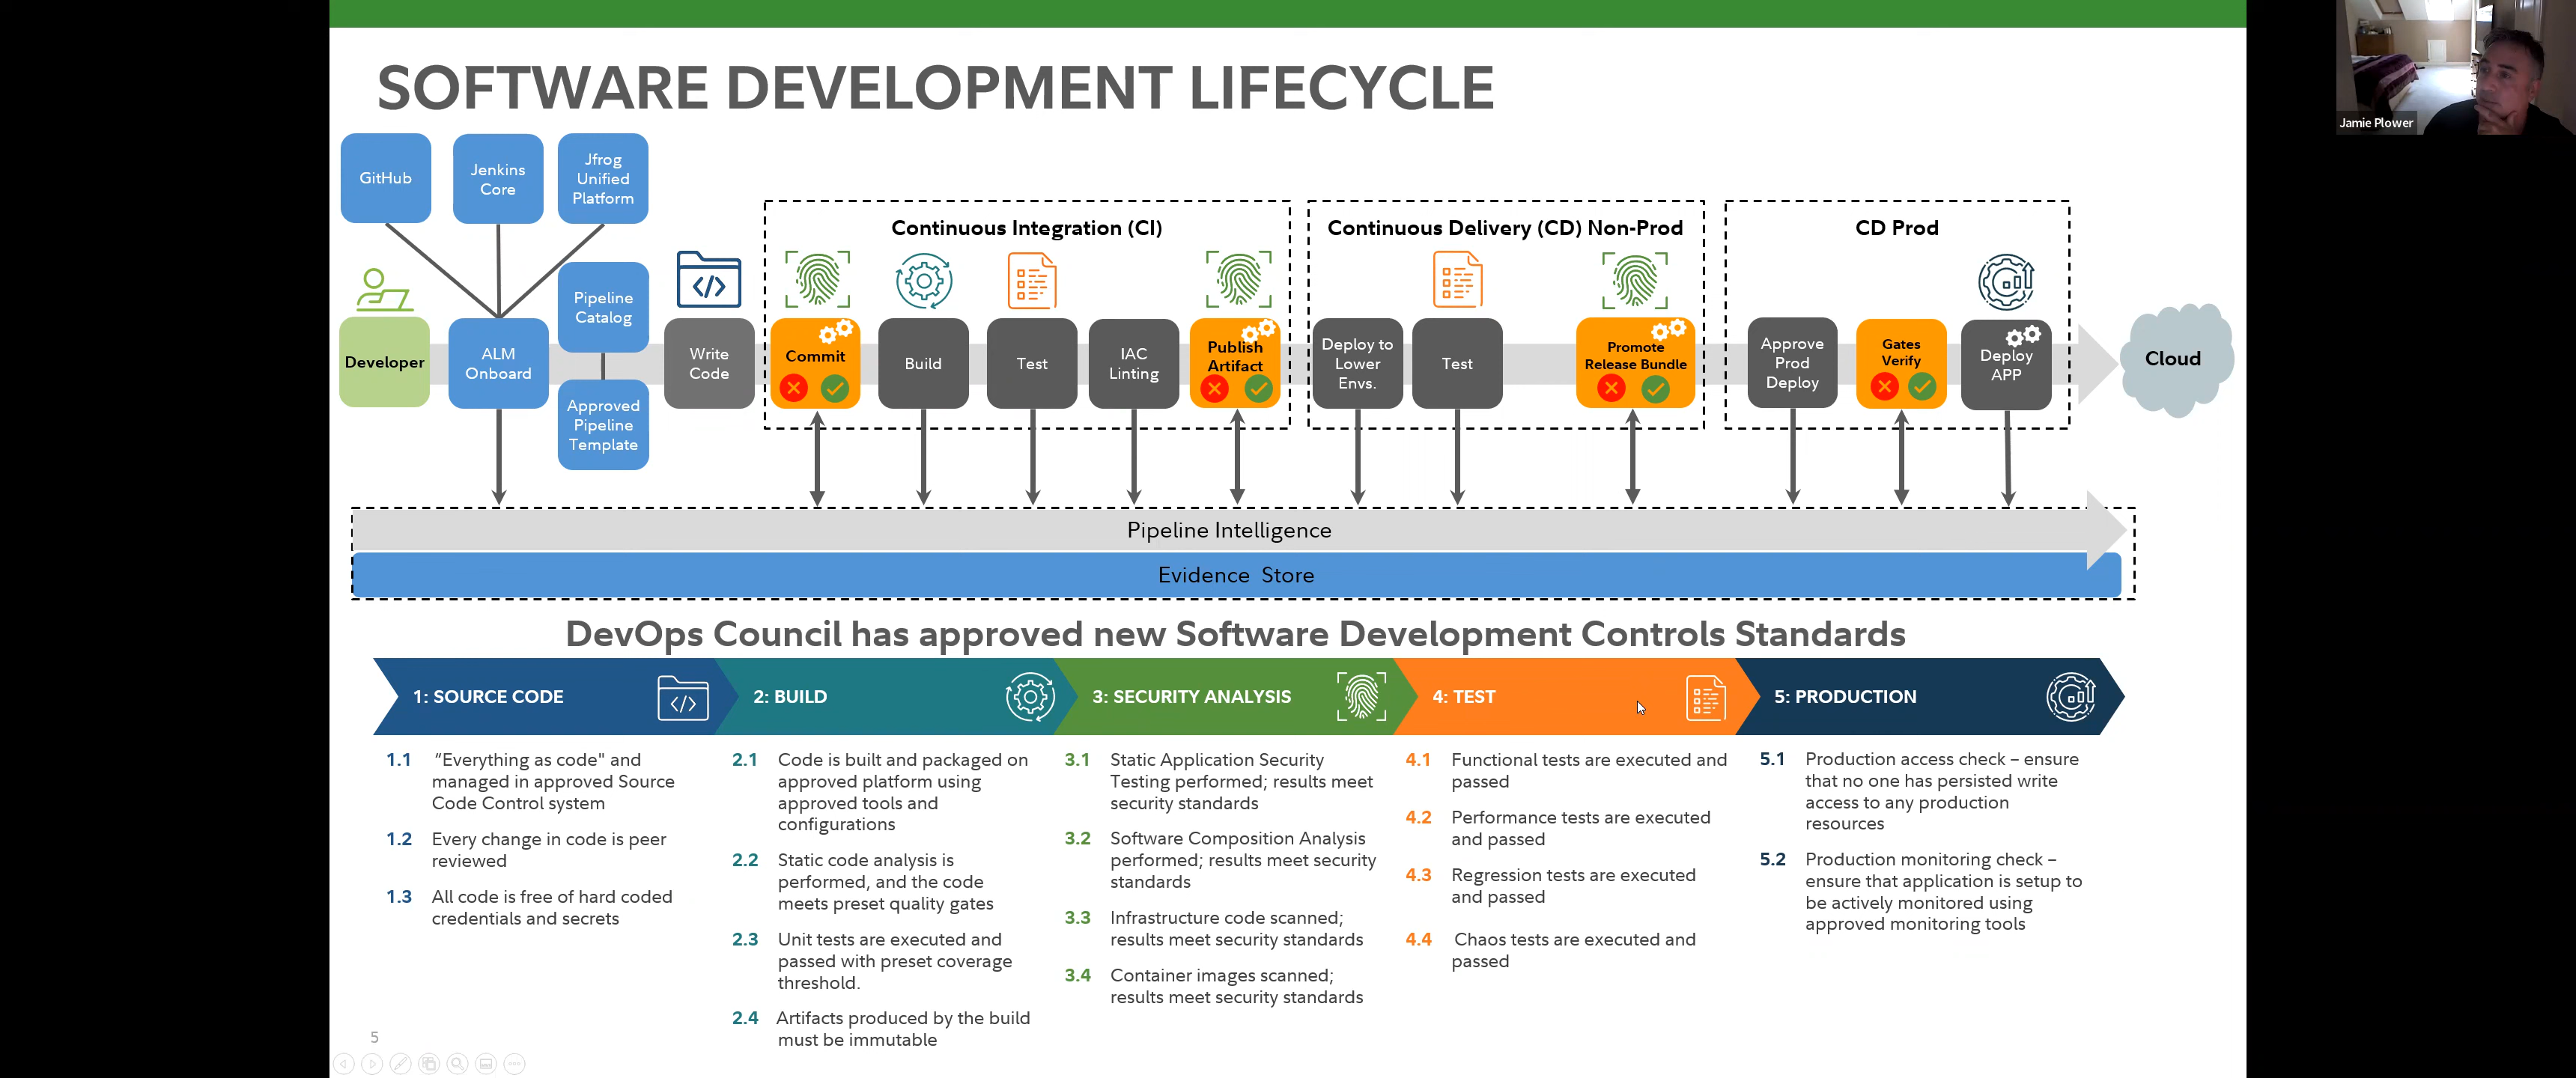 SOFTWARE DEVELOPMENT LIFECYCLE
Jamie Plower
GitHub
Jenkins
Core
Jfrog
Unified
Platform
Continuous Integration (CI)
Continuous Delivery (CD) Non-Prod
CD Prod
Developer
ALM
Onboard
Pipeline
Catalog
Approved
Pipeline
Template
Write
Code
Commit
Build
Test
IAC
Linting
Publish
Artifact
Deploy to
Lower
Envs.
Test
Promote
Release Bundle
Approve
Prod
Deploy
Gates
Verify
Deploy
APP
Cloud
Pipeline Intelligence
Evidence Store
DevOps Council has approved new Software Development Controls Standards
1: SOURCE CODE
2: BUILD
3: SECURITY ANALYSIS
4: TEST
5: PRODUCTION
1.1 “Everything as code" and
managed in approved Source
Code Control system
1.2 Every change in code is peer
reviewed
1.3 All code is free of hard coded
credentials and secrets
2.1 Code is built and packaged on
approved platform using
approved tools and
configurations
2.2 Static code analysis is
performed, and the code
meets preset quality gates
2.3 Unit tests are executed and
passed with preset coverage
threshold.
2.4 Artifacts produced by the build
must be immutable
3.1 Static Application Security
Testing performed; results meet
security standards
3.2 Software Composition Analysis
performed; results meet security
standards
3.3 Infrastructure code scanned;
results meet security standards
3.4 Container images scanned;
results meet security standards
4.1 Functional tests are executed and
passed
4.2 Performance tests are executed
and passed
4.3 Regression tests are executed
and passed
4.4 Chaos tests are executed and
passed
5.1 Production access check – ensure
that no one has persisted write
access to any production
resources
5.2 Production monitoring check –
ensure that application is setup to
be actively monitored using
approved monitoring tools
5